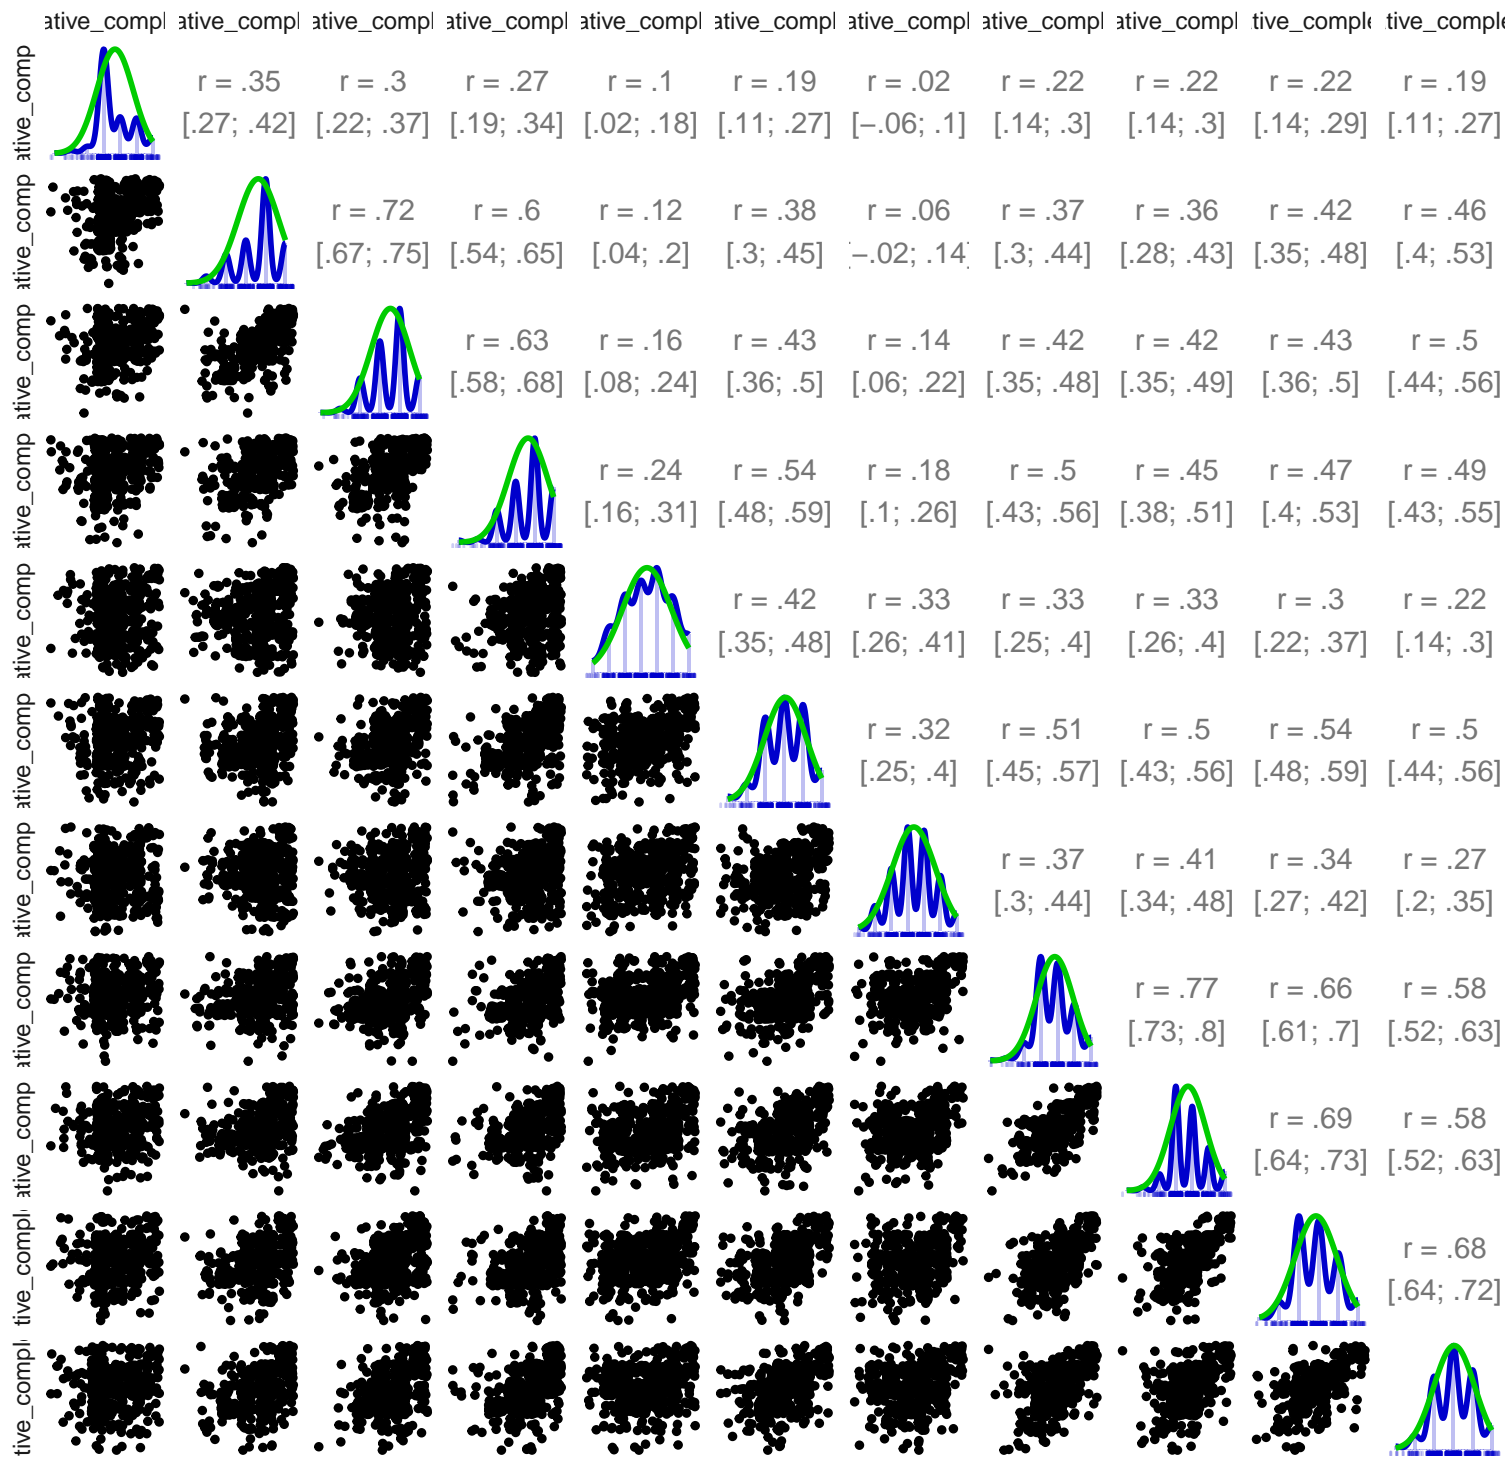 ative_compl ative_compl ative_compl ative_compl ative_compl ative_compl ative_compl ative_compl ative_compl tive_comple tive_comple
ative_comp
r = .35 r = .3 r = .27 r = .1 r = .19 r = .02 r = .22 r = .22 r = .22 r = .19
[.27; .42] [.22; .37] [.19; .34] [.02; .18] [.11; .27] [−.06; .1] [.14; .3] [.14; .3] [.14; .29] [.11; .27]
ative_comp
r = .72 r = .6 r = .12 r = .38 r = .06 r = .37 r = .36 r = .42 r = .46
[.67; .75] [.54; .65] [.04; .2] [.3; .45] [−.02; .14] [.3; .44] [.28; .43] [.35; .48] [.4; .53]
ative_comp
r = .63 r = .16 r = .43 r = .14 r = .42 r = .42 r = .43 r = .5
[.58; .68] [.08; .24] [.36; .5] [.06; .22] [.35; .48] [.35; .49] [.36; .5] [.44; .56]
ative_comp
r = .24 r = .54 r = .18 r = .5 r = .45 r = .47 r = .49
[.16; .31] [.48; .59] [.1; .26] [.43; .56] [.38; .51] [.4; .53] [.43; .55]
ative_comp
r = .42 r = .33 r = .33 r = .33 r = .3 r = .22
[.35; .48] [.26; .41] [.25; .4] [.26; .4] [.22; .37] [.14; .3]
ative_comp
r = .32 r = .51 r = .5 r = .54 r = .5
[.25; .4] [.45; .57] [.43; .56] [.48; .59] [.44; .56]
ative_comp
r = .37 r = .41 r = .34 r = .27
[.3; .44] [.34; .48] [.27; .42] [.2; .35]
ative_comp
r = .77 r = .66 r = .58
[.73; .8] [.61; .7] [.52; .63]
ative_comp
r = .69 r = .58
[.64; .73] [.52; .63]
tive_compl
r = .68
[.64; .72]
tive_compl